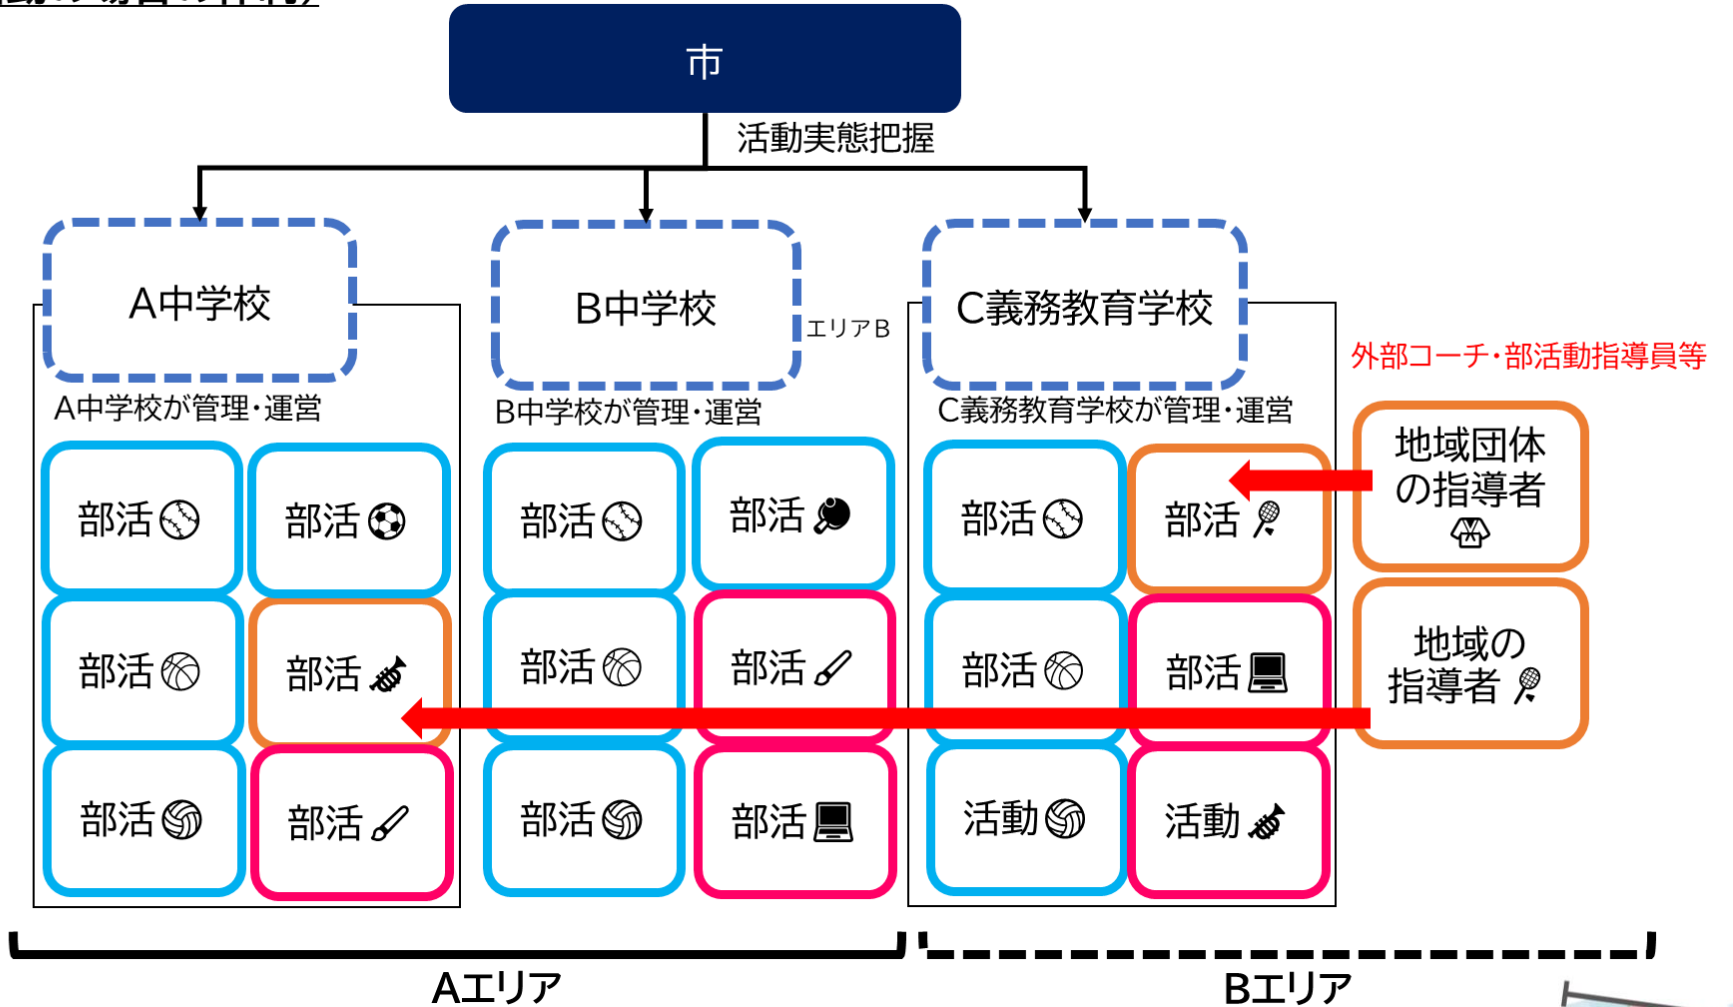 市
活動実態把握
A中学校
B中学校
エリアB
C義務教育学校
外部コーチ・部活動指導員等
A中学校が管理・運営
B中学校が管理・運営
C義務教育学校が管理・運営
部活
部活
部活
部活
部活
部活
地域団体
の指導者
部活
部活
部活
部活
部活
部活
地域の
指導者
部活
部活
部活
部活
活動
活動
Aエリア
Bエリア